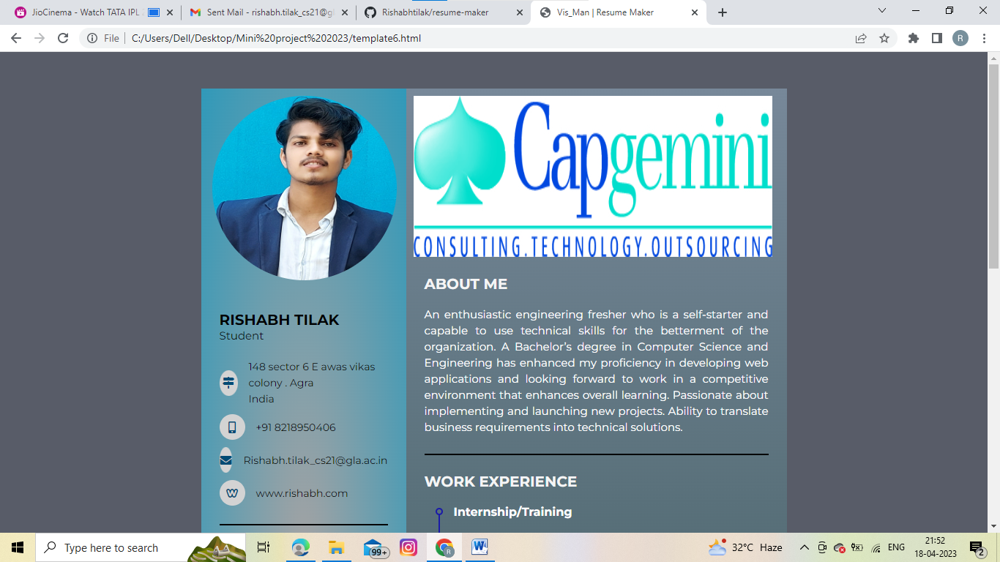 JioCinema - Watch TATA IPL
Sent Mail - rishabh.tilak_cs21@gl
Rishabhtilak/resume-maker
Vis_Man | Resume Maker
File
C:/Users/Dell/Desktop/Mini%20project%202023/template6.html
R
Capgemini
CONSULTING.TECHNOLOGY.OUTSOURCING
RISHABH TILAK
Student
148 sector 6 E awas vikas
colony . Agra
India
+91 8218950406
Rishabh.tilak_cs21@gla.ac.in
www.rishabh.com
ABOUT ME
An enthusiastic engineering fresher who is a self-starter and
capable to use technical skills for the betterment of the
organization. A Bachelor’s degree in Computer Science and
Engineering has enhanced my proficiency in developing web
applications and looking forward to work in a competitive
environment that enhances overall learning. Passionate about
implementing and launching new projects. Ability to translate
business requirements into technical solutions.
WORK EXPERIENCE
Internship/Training
Type here to search
99+
R
W
32°C Haze
ENG
21:52
18-04-2023
2